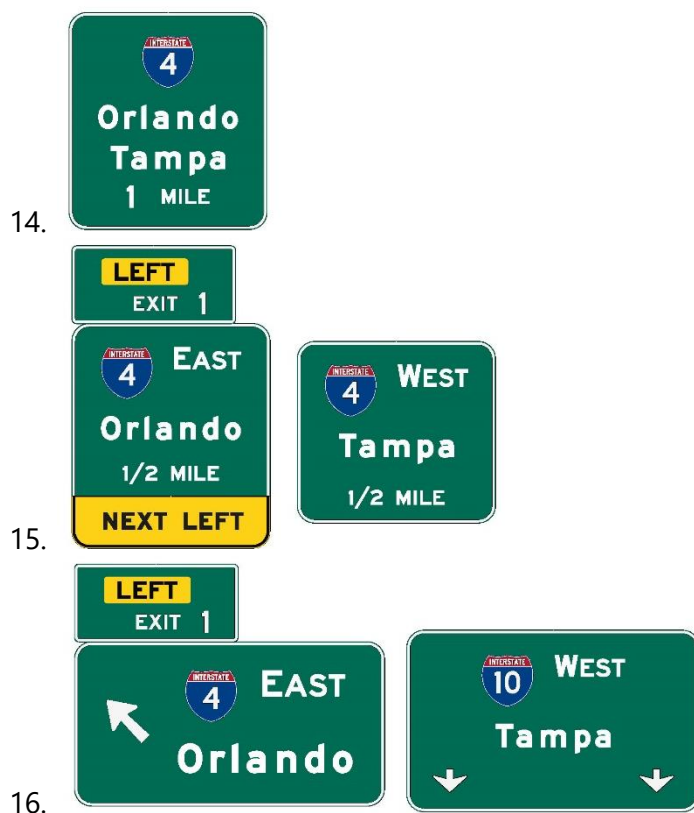 INTERSTATE
4
Orlando
Tampa
1 MILE
14.
LEFT
EXIT 1
INTERSTATE
4 EAST
Orlando
1/2 MILE
NEXT LEFT
INTERSTATE
4 WEST
Tampa
1/2 MILE
15.
LEFT
EXIT 1
INTERSTATE
4 EAST
Orlando
INTERSTATE
10 WEST
Tampa
16.